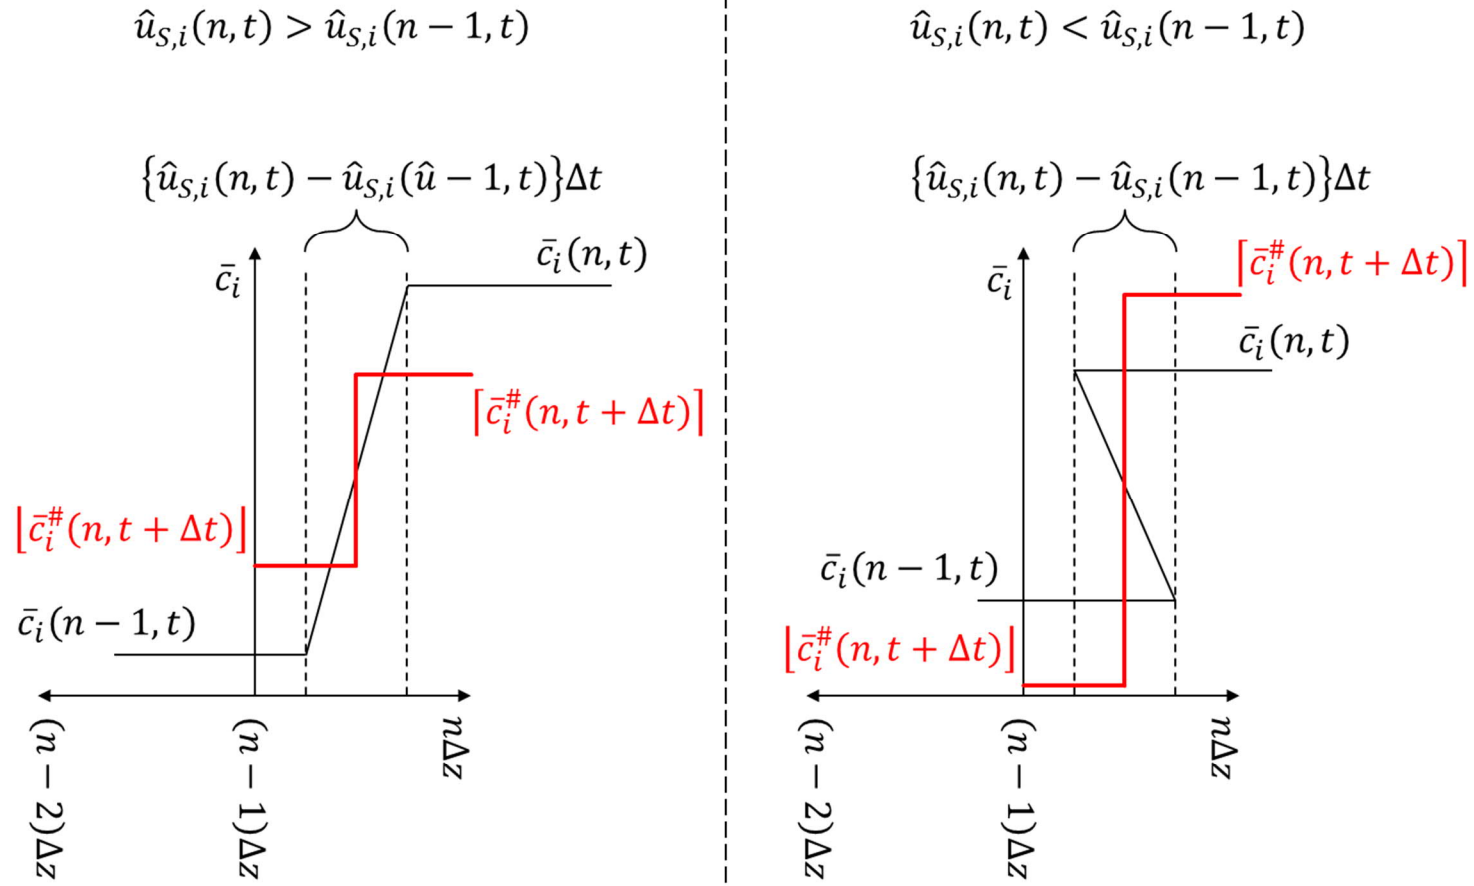 û_{S,i}(n, t) > û_{S,i}(n − 1, t)
{û_{S,i}(n, t) − û_{S,i}(û − 1, t)}Δt
c̄_i
c̄_i(n, t)
⌈c̄_i^#(n, t + Δt)⌉
⌊c̄_i^#(n, t + Δt)⌋
c̄_i(n − 1, t)
(n − 2)Δz
(n − 1)Δz
nΔz
û_{S,i}(n, t) < û_{S,i}(n − 1, t)
{û_{S,i}(n, t) − û_{S,i}(n − 1, t)}Δt
c̄_i
⌈c̄_i^#(n, t + Δt)⌉
c̄_i(n, t)
c̄_i(n − 1, t)
⌊c̄_i^#(n, t + Δt)⌋
(n − 2)Δz
(n − 1)Δz
nΔz